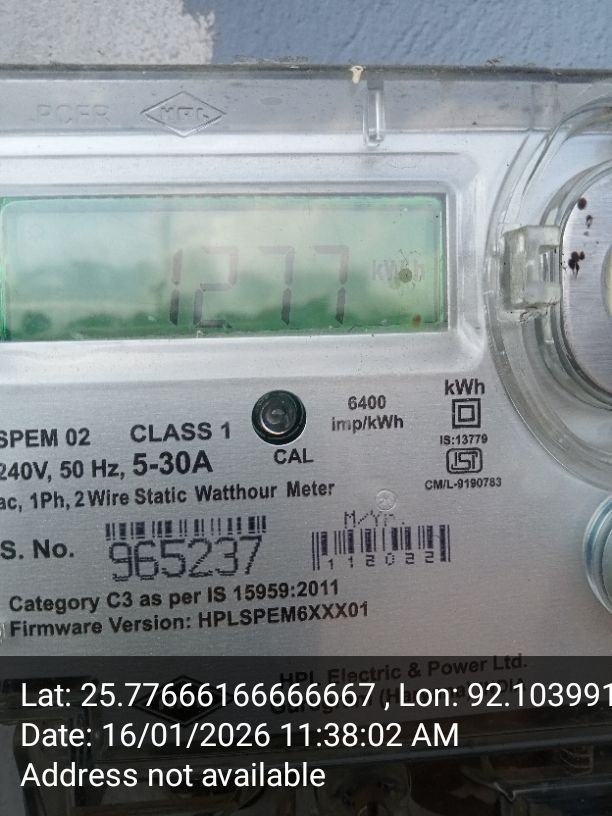 HPL
1277 kWh
SPEM 02 CLASS 1
6400
imp/kWh
kWh
240V, 50 Hz, 5-30A
CAL
IS:13779
ac, 1Ph, 2 Wire Static Watthour Meter
CM/L-9190783
S. No.
965237
M/Yr.
112022
Category C3 as per IS 15959:2011
Firmware Version: HPLSPEM6XXX01
HPL Electric & Power Ltd.
Lat: 25.77666166666667 , Lon: 92.103991
Date: 16/01/2026 11:38:02 AM
Address not available